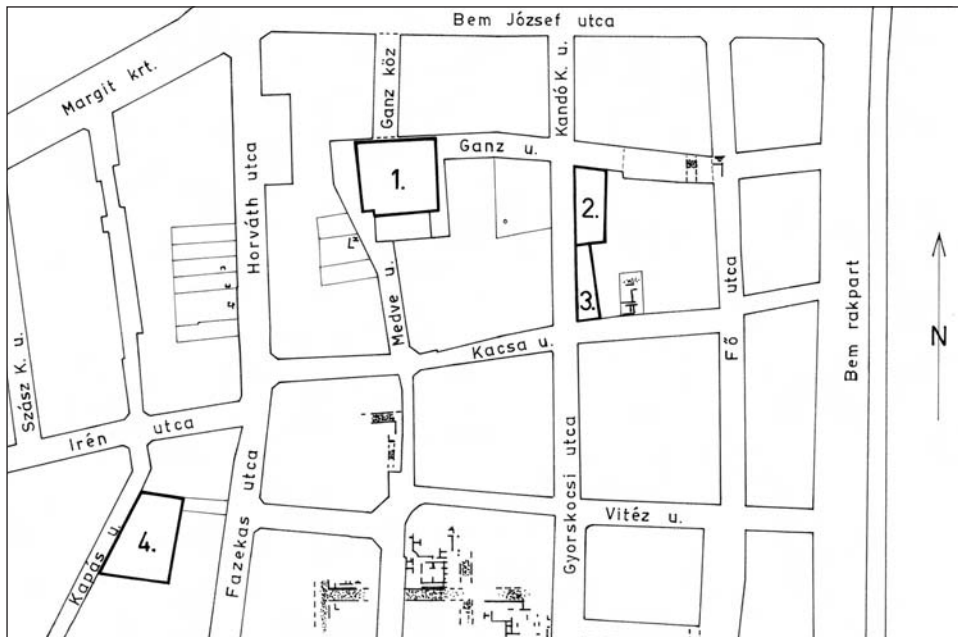 Bem József utca
Margit krt.
Ganz köz
Kandó K. u.
Ganz u.
Horváth utca
1.
2.
3.
Medve u.
Kacsa u.
Fő utca
Bem rakpart
N
Szász K. u.
Irén utca
Fazekas utca
Gyorskocsi utca
Vitéz u.
Kapás u.
4.